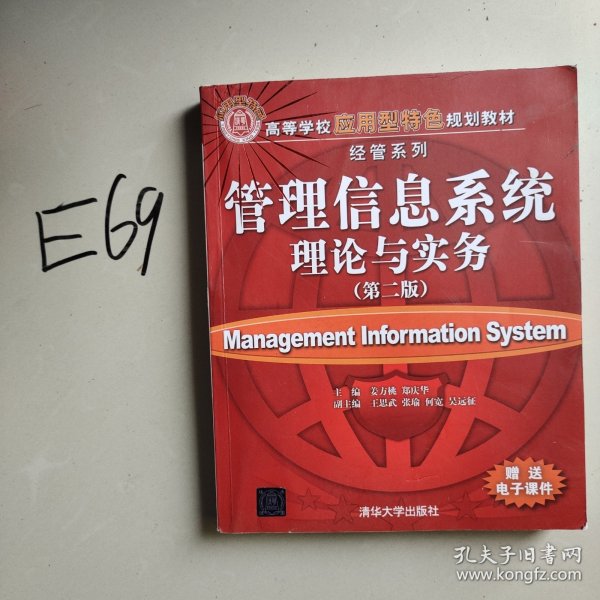 E69
高等学校应用型特色规划教材
经管系列
管理信息系统
理论与实务
(第二版)
Management Information System
主 编 姜方桃 郑庆华
副主编 王思武 张瑜 何宽 吴远征
赠送
电子课件
清华大学出版社
孔夫子旧书网
www.kongfz.com